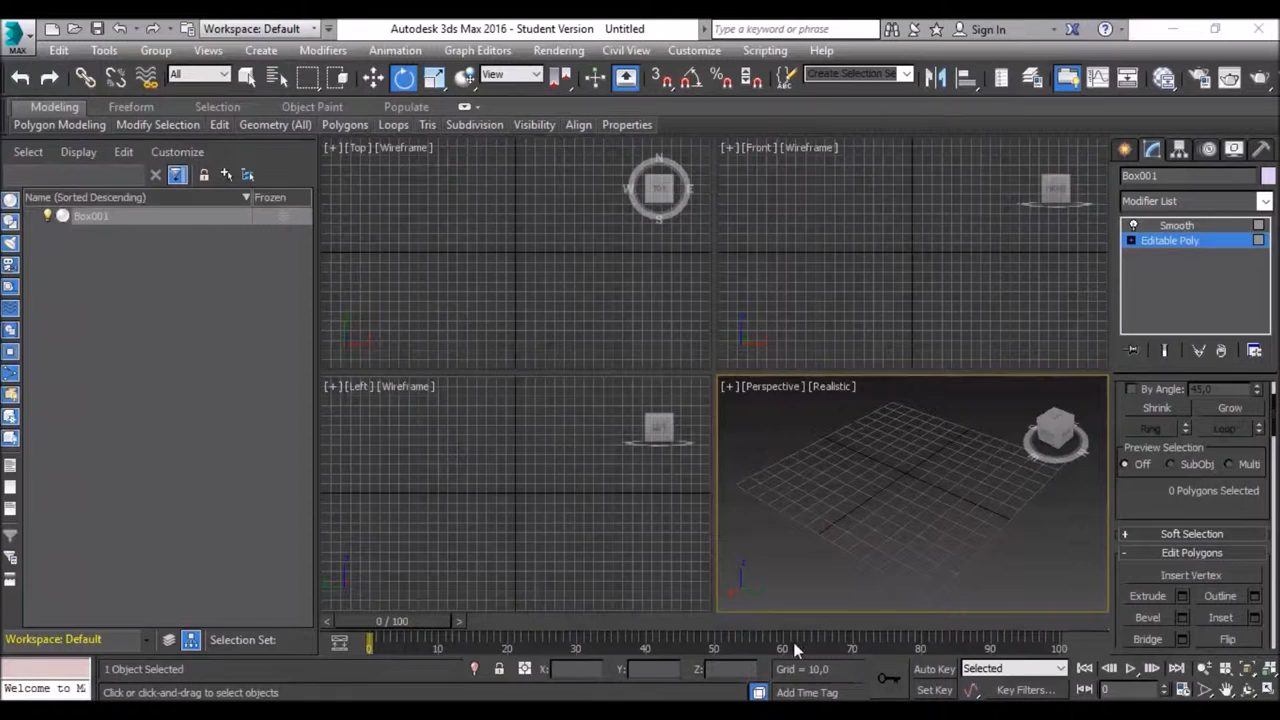 Workspace: Default Autodesk 3ds Max 2016 - Student Version Untitled Type a keyword or phrase Sign In
MAX Edit Tools Group Views Create Modifiers Animation Graph Editors Rendering Civil View Customize Scripting Help
All View Create Selection Se
Modeling Freeform Selection Object Paint Populate
Polygon Modeling Modify Selection Edit Geometry (All) Polygons Loops Tris Subdivision Visibility Align Properties
Select Display Edit Customize
Name (Sorted Descending) Frozen
Box001
[+] [Top] [Wireframe]
N
W TOP E
S
[+] [Front] [Wireframe]
[+] [Left] [Wireframe]
[+] [Perspective] [Realistic]
z
Box001
Modifier List
Smooth
Editable Poly
By Angle: 45,0
Shrink Grow
Ring Loop
Preview Selection
Off SubObj Multi
0 Polygons Selected
+ Soft Selection
- Edit Polygons
Insert Vertex
Extrude Outline
Bevel Inset
Bridge Flip
< 0 / 100 >
Workspace: Default Selection Set:
0 10 20 30 40 50 60 70 80 90 100
1 Object Selected X: Y: Z: Grid = 10,0 Auto Key Selected
Welcome to M Click or click-and-drag to select objects Add Time Tag Set Key Key Filters... 0